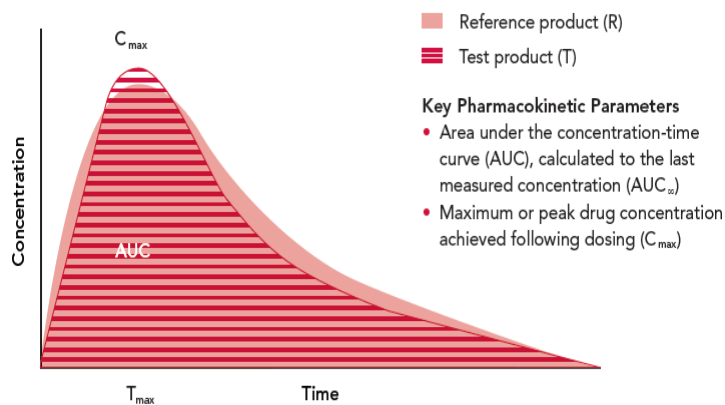 Cmax
Concentration
AUC
Tmax
Time
Reference product (R)
Test product (T)
Key Pharmacokinetic Parameters
• Area under the concentration-time
curve (AUC), calculated to the last
measured concentration (AUC∞)
• Maximum or peak drug concentration
achieved following dosing (Cmax)